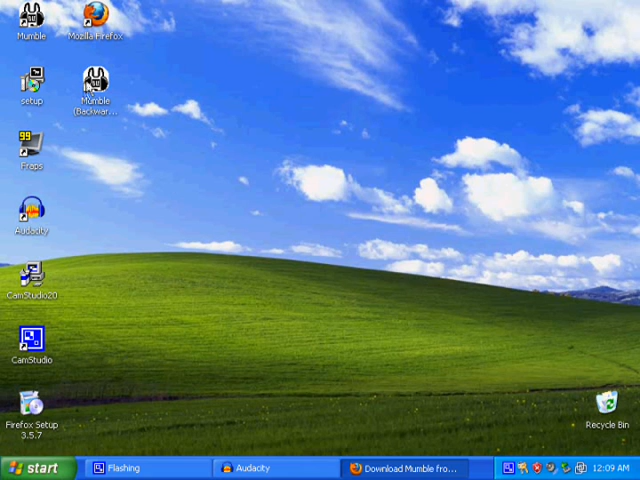 Mumble
Mozilla Firefox
setup
Mumble
(Backwar...
99
Fraps
Audacity
CamStudio20
CamStudio
Firefox Setup
3.5.7
Recycle Bin
start
Flashing
Audacity
Download Mumble fro...
12:09 AM